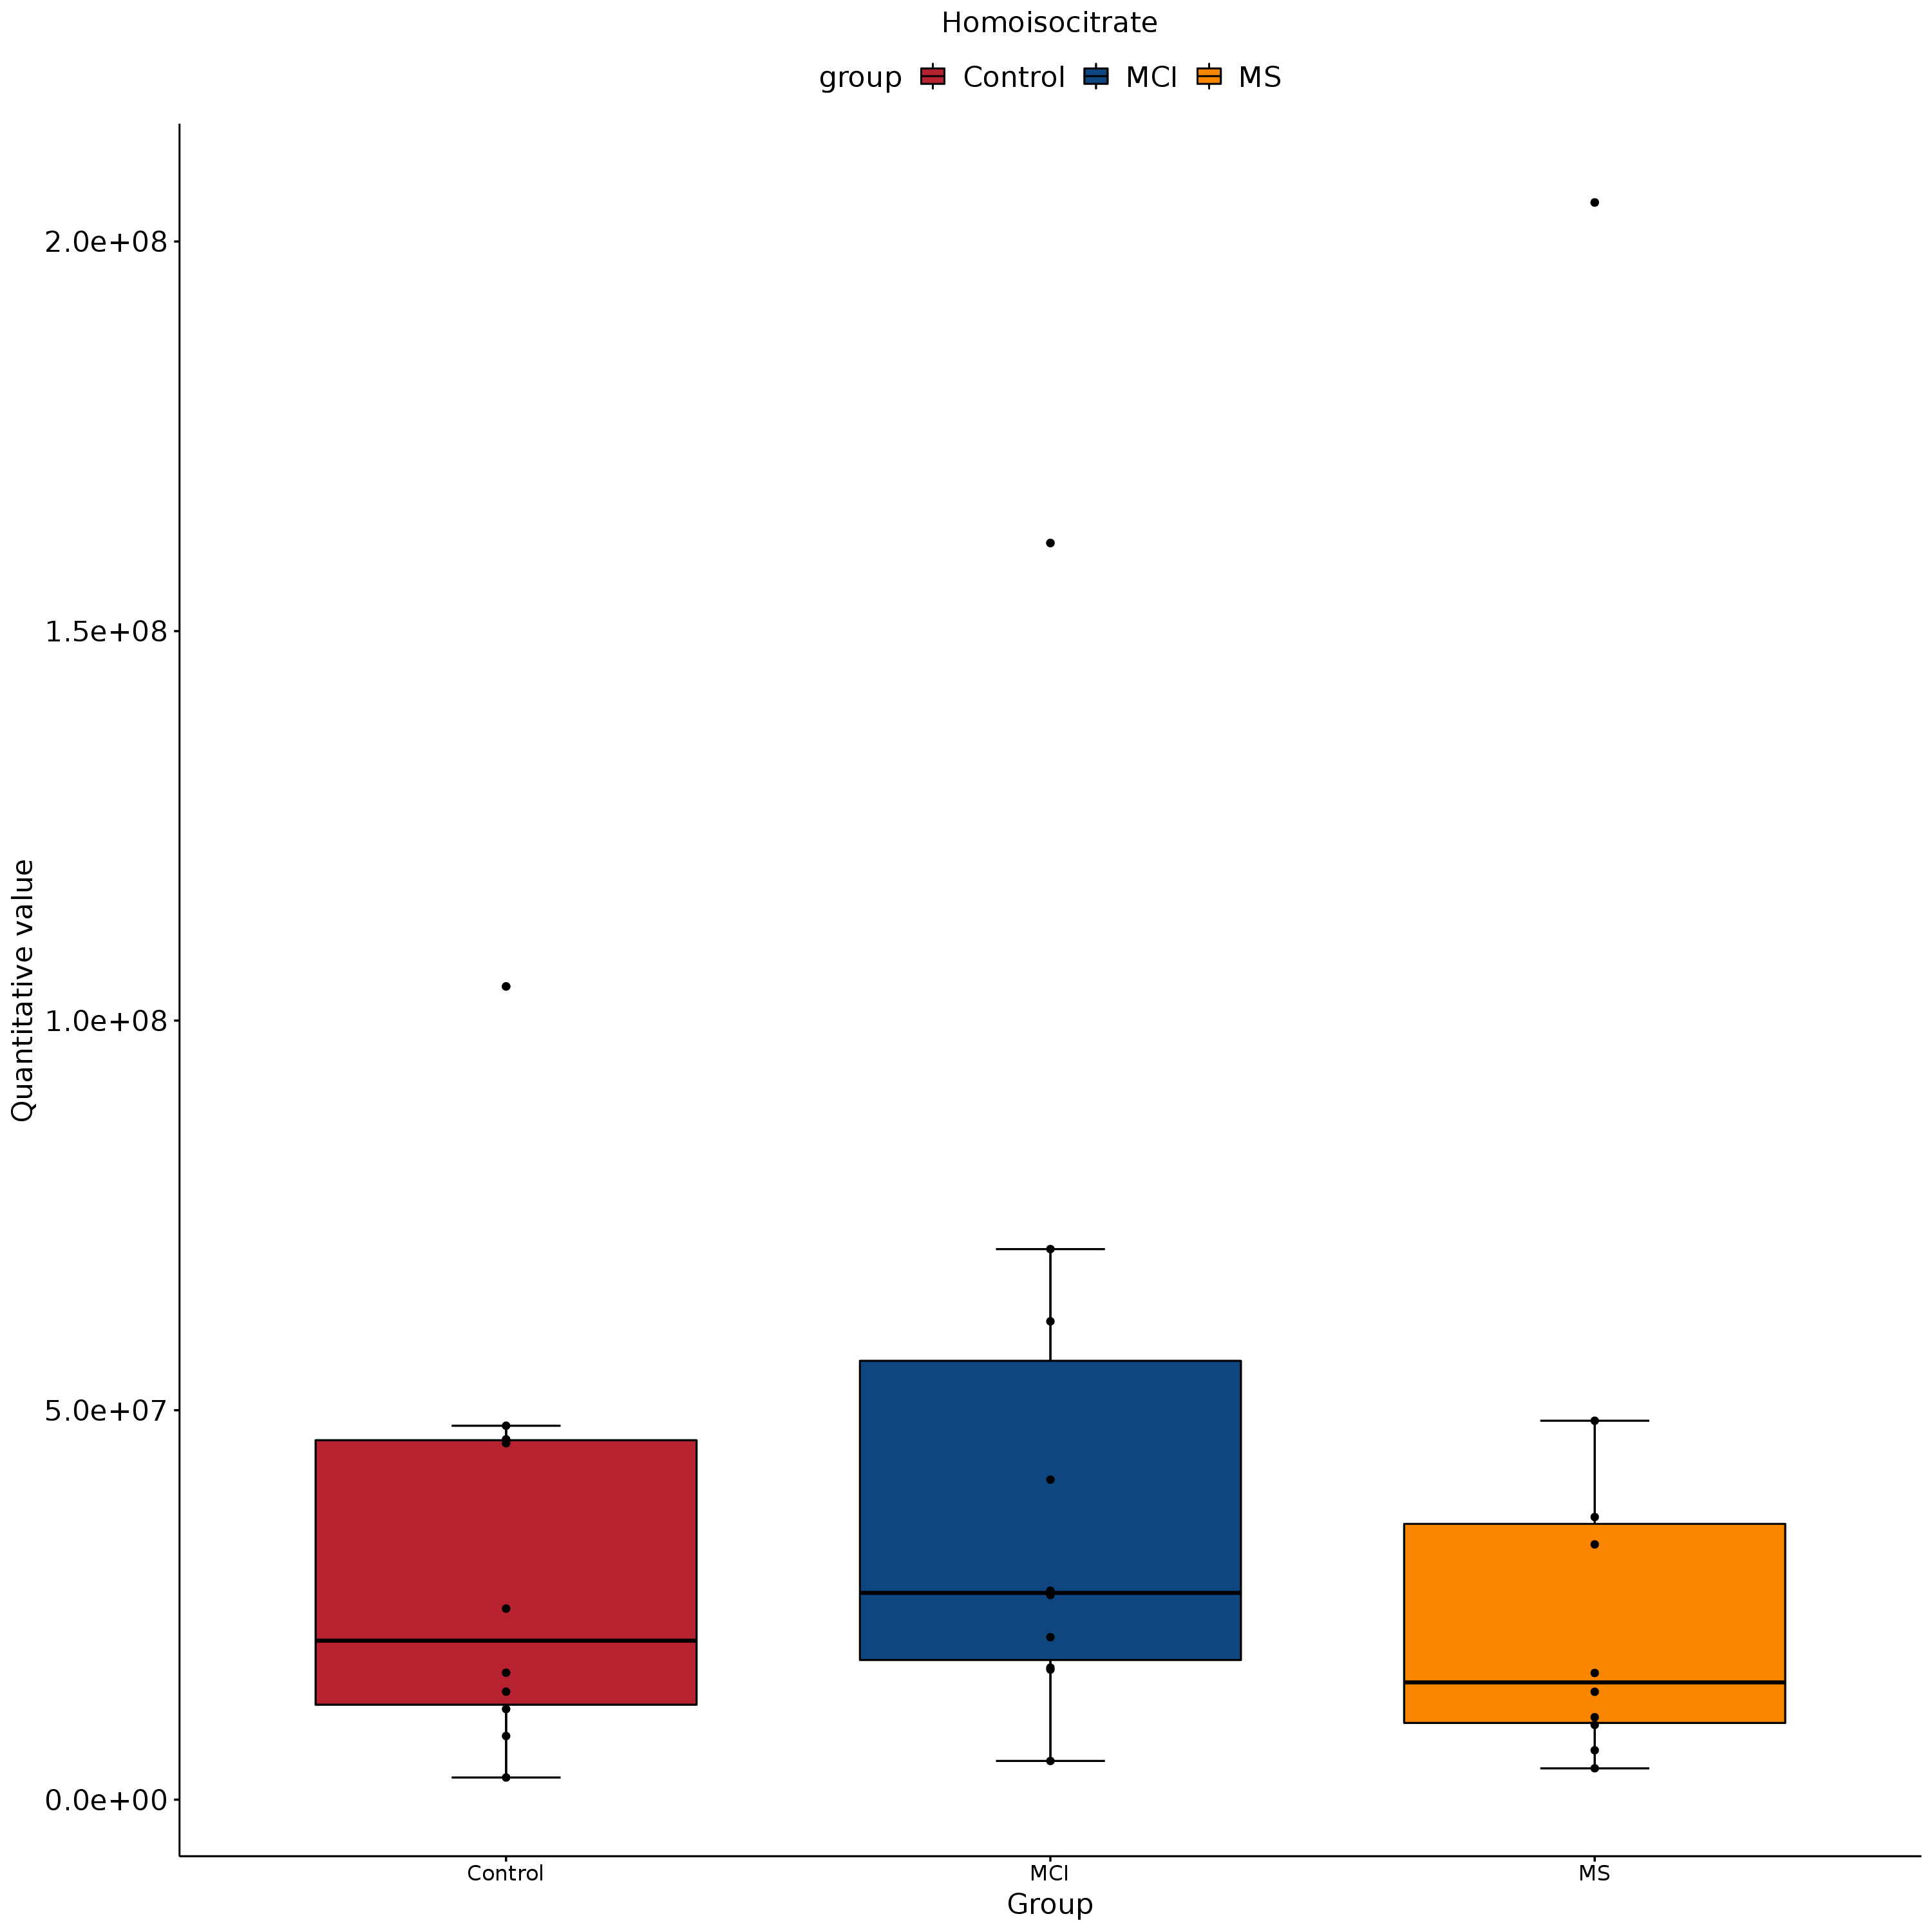 Homoisocitrate
group Control MCI MS
Quantitative value
2.0e+08
1.5e+08
1.0e+08
5.0e+07
0.0e+00
Control MCI MS
Group